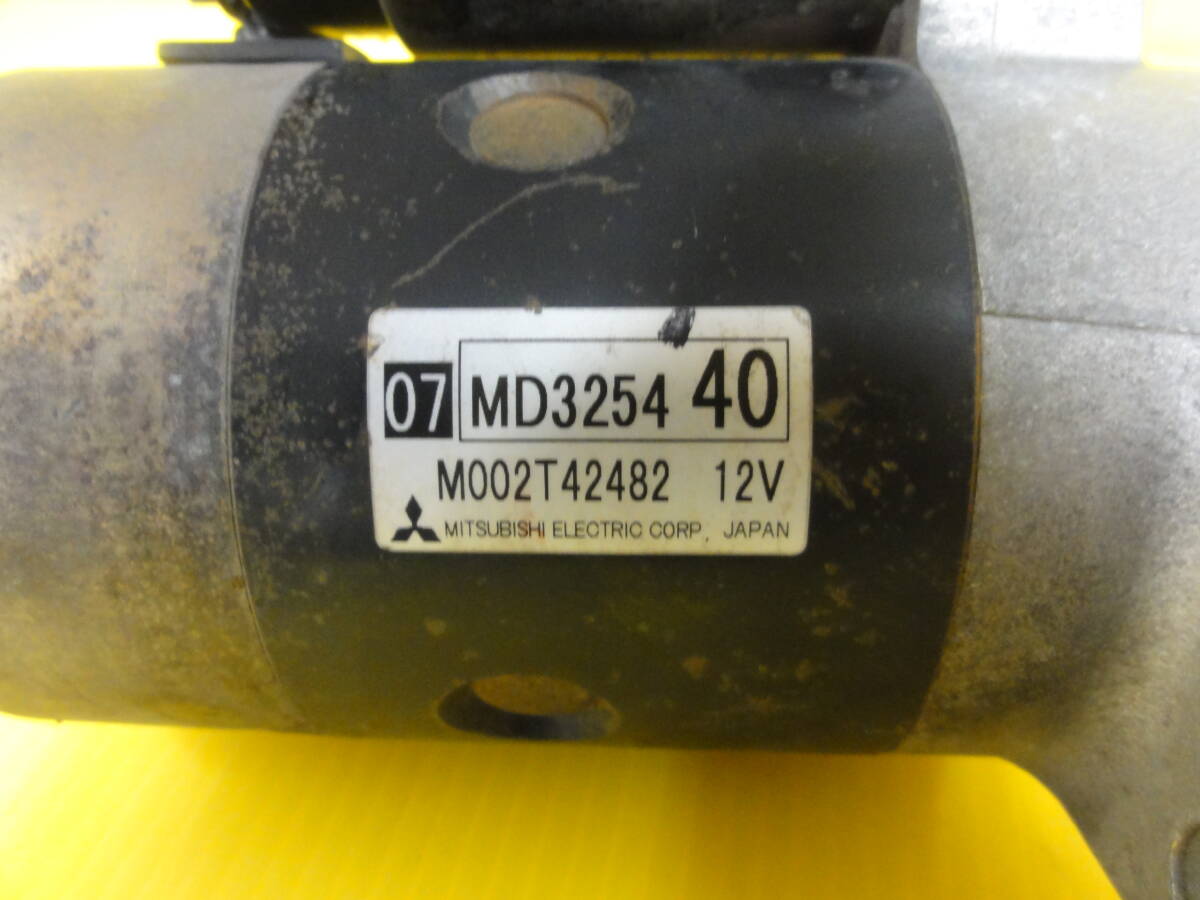 07 MD3254 40
M002T42482 12V
MITSUBISHI ELECTRIC CORP. JAPAN